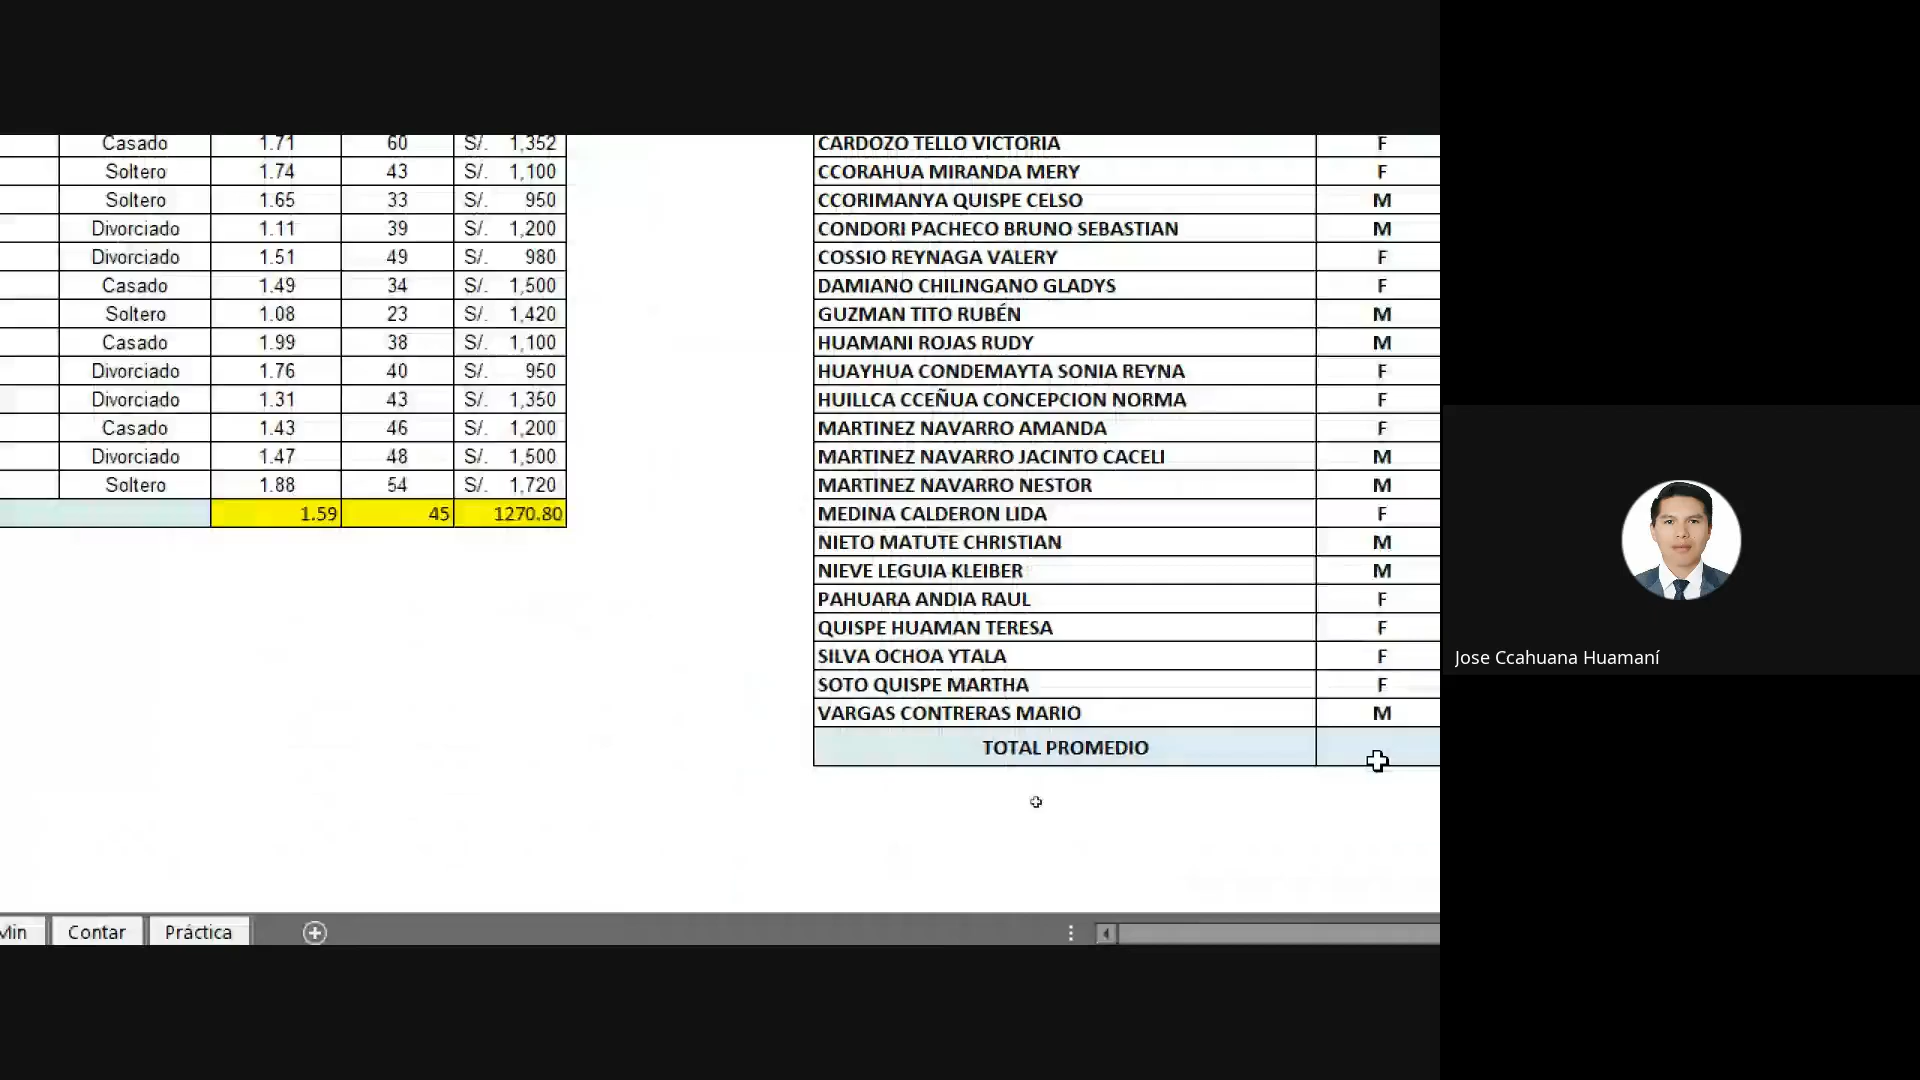 Casado 1.71 60 S/. 1,352
Soltero 1.74 43 S/. 1,100
Soltero 1.65 33 S/. 950
Divorciado 1.11 39 S/. 1,200
Divorciado 1.51 49 S/. 980
Casado 1.49 34 S/. 1,500
Soltero 1.08 23 S/. 1,420
Casado 1.99 38 S/. 1,100
Divorciado 1.76 40 S/. 950
Divorciado 1.31 43 S/. 1,350
Casado 1.43 46 S/. 1,200
Divorciado 1.47 48 S/. 1,500
Soltero 1.88 54 S/. 1,720
1.59 45 1270.80
CARDOZO TELLO VICTORIA F
CCORAHUA MIRANDA MERY F
CCORIMANYA QUISPE CELSO M
CONDORI PACHECO BRUNO SEBASTIAN M
COSSIO REYNAGA VALERY F
DAMIANO CHILINGANO GLADYS F
GUZMAN TITO RUBÉN M
HUAMANI ROJAS RUDY M
HUAYHUA CONDEMAYTA SONIA REYNA F
HUILLCA CCEÑUA CONCEPCION NORMA F
MARTINEZ NAVARRO AMANDA F
MARTINEZ NAVARRO JACINTO CACELI M
MARTINEZ NAVARRO NESTOR M
MEDINA CALDERON LIDA F
NIETO MATUTE CHRISTIAN M
NIEVE LEGUIA KLEIBER M
PAHUARA ANDIA RAUL F
QUISPE HUAMAN TERESA F
SILVA OCHOA YTALA F
SOTO QUISPE MARTHA F
VARGAS CONTRERAS MARIO M
TOTAL PROMEDIO
Jose Ccahuana Huamaní
Min Contar Práctica